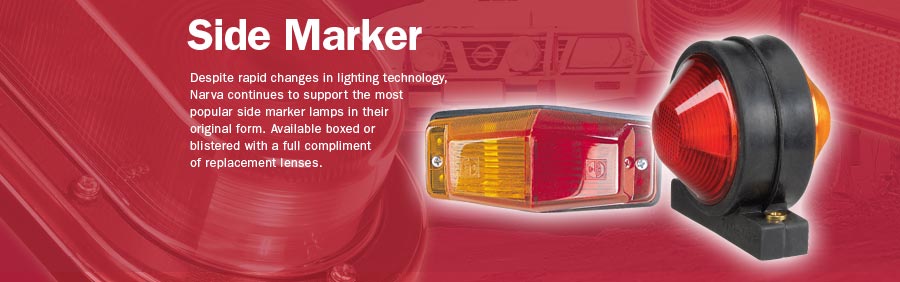 Side Marker
Despite rapid changes in lighting technology,
Narva continues to support the most
popular side marker lamps in their
original form. Available boxed or
blistered with a full compliment
of replacement lenses.